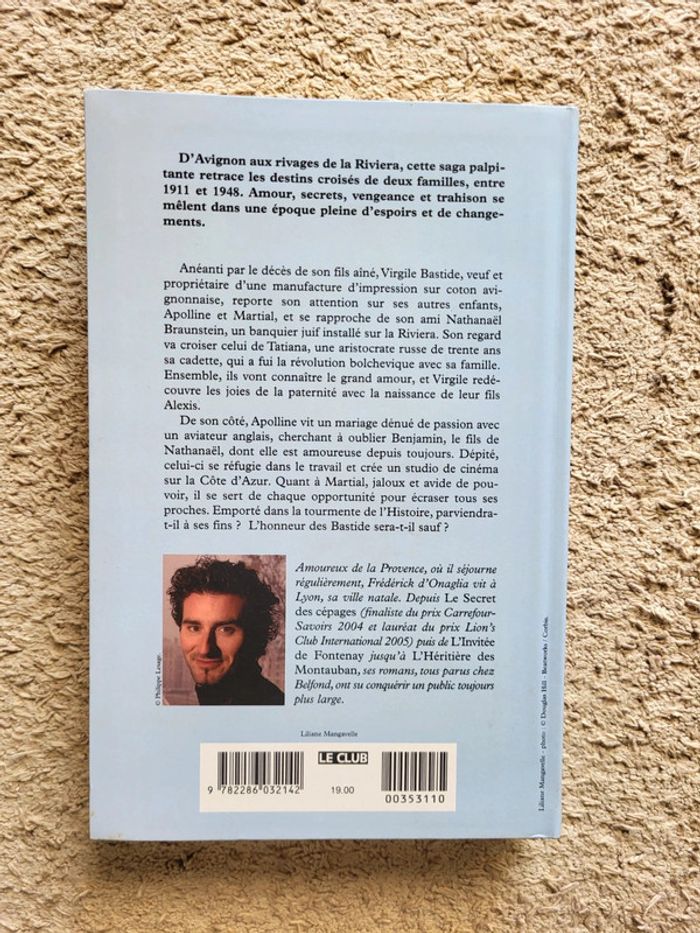 D'Avignon aux rivages de la Riviera, cette saga palpi-
tante retrace les destins croisés de deux familles, entre
1911 et 1948. Amour, secrets, vengeance et trahison se
mêlent dans une époque pleine d'espoirs et de change-
ments.
Anéanti par le décès de son fils aîné, Virgile Bastide, veuf et
propriétaire d'une manufacture d'impression sur coton avi-
gnonnaise, reporte son attention sur ses autres enfants,
Apolline et Martial, et se rapproche de son ami Nathanaël
Braunstein, un banquier juif installé sur la Riviera. Son regard
va croiser celui de Tatiana, une aristocrate russe de trente ans
sa cadette, qui a fui la révolution bolchevique avec sa famille.
Ensemble, ils vont connaître le grand amour, et Virgile redé-
couvre les joies de la paternité avec la naissance de leur fils
Alexis.
De son côté, Apolline vit un mariage dénué de passion avec
un aviateur anglais, cherchant à oublier Benjamin, le fils de
Nathanaël, dont elle est amoureuse depuis toujours. Dépité,
celui-ci se réfugie dans le travail et crée un studio de cinéma
sur la Côte d'Azur. Quant à Martial, jaloux et avide de pou-
voir, il se sert de chaque opportunité pour écraser tous ses
proches. Emporté dans la tourmente de l'Histoire, parviendra-
t-il à ses fins ? L'honneur des Bastide sera-t-il sauf ?
Amoureux de la Provence, où il séjourne
régulièrement, Frédérick d'Onaglia vit à
Lyon, sa ville natale. Depuis Le Secret
des cépages (finaliste du prix Carrefour-
Savoirs 2004 et lauréat du prix Lion's
Club International 2005) puis de L'Invitée
de Fontenay jusqu'à L'Héritière des
Montauban, ses romans, tous parus chez
Belfond, ont su conquérir un public toujours
plus large.
© Philippe Lesage.
Liliane Mangavelle
LE CLUB
9 782286 032142
19.00
00353110
Liliane Mangavelle - photo : © Douglas Hill - Beatworks / Corbis.